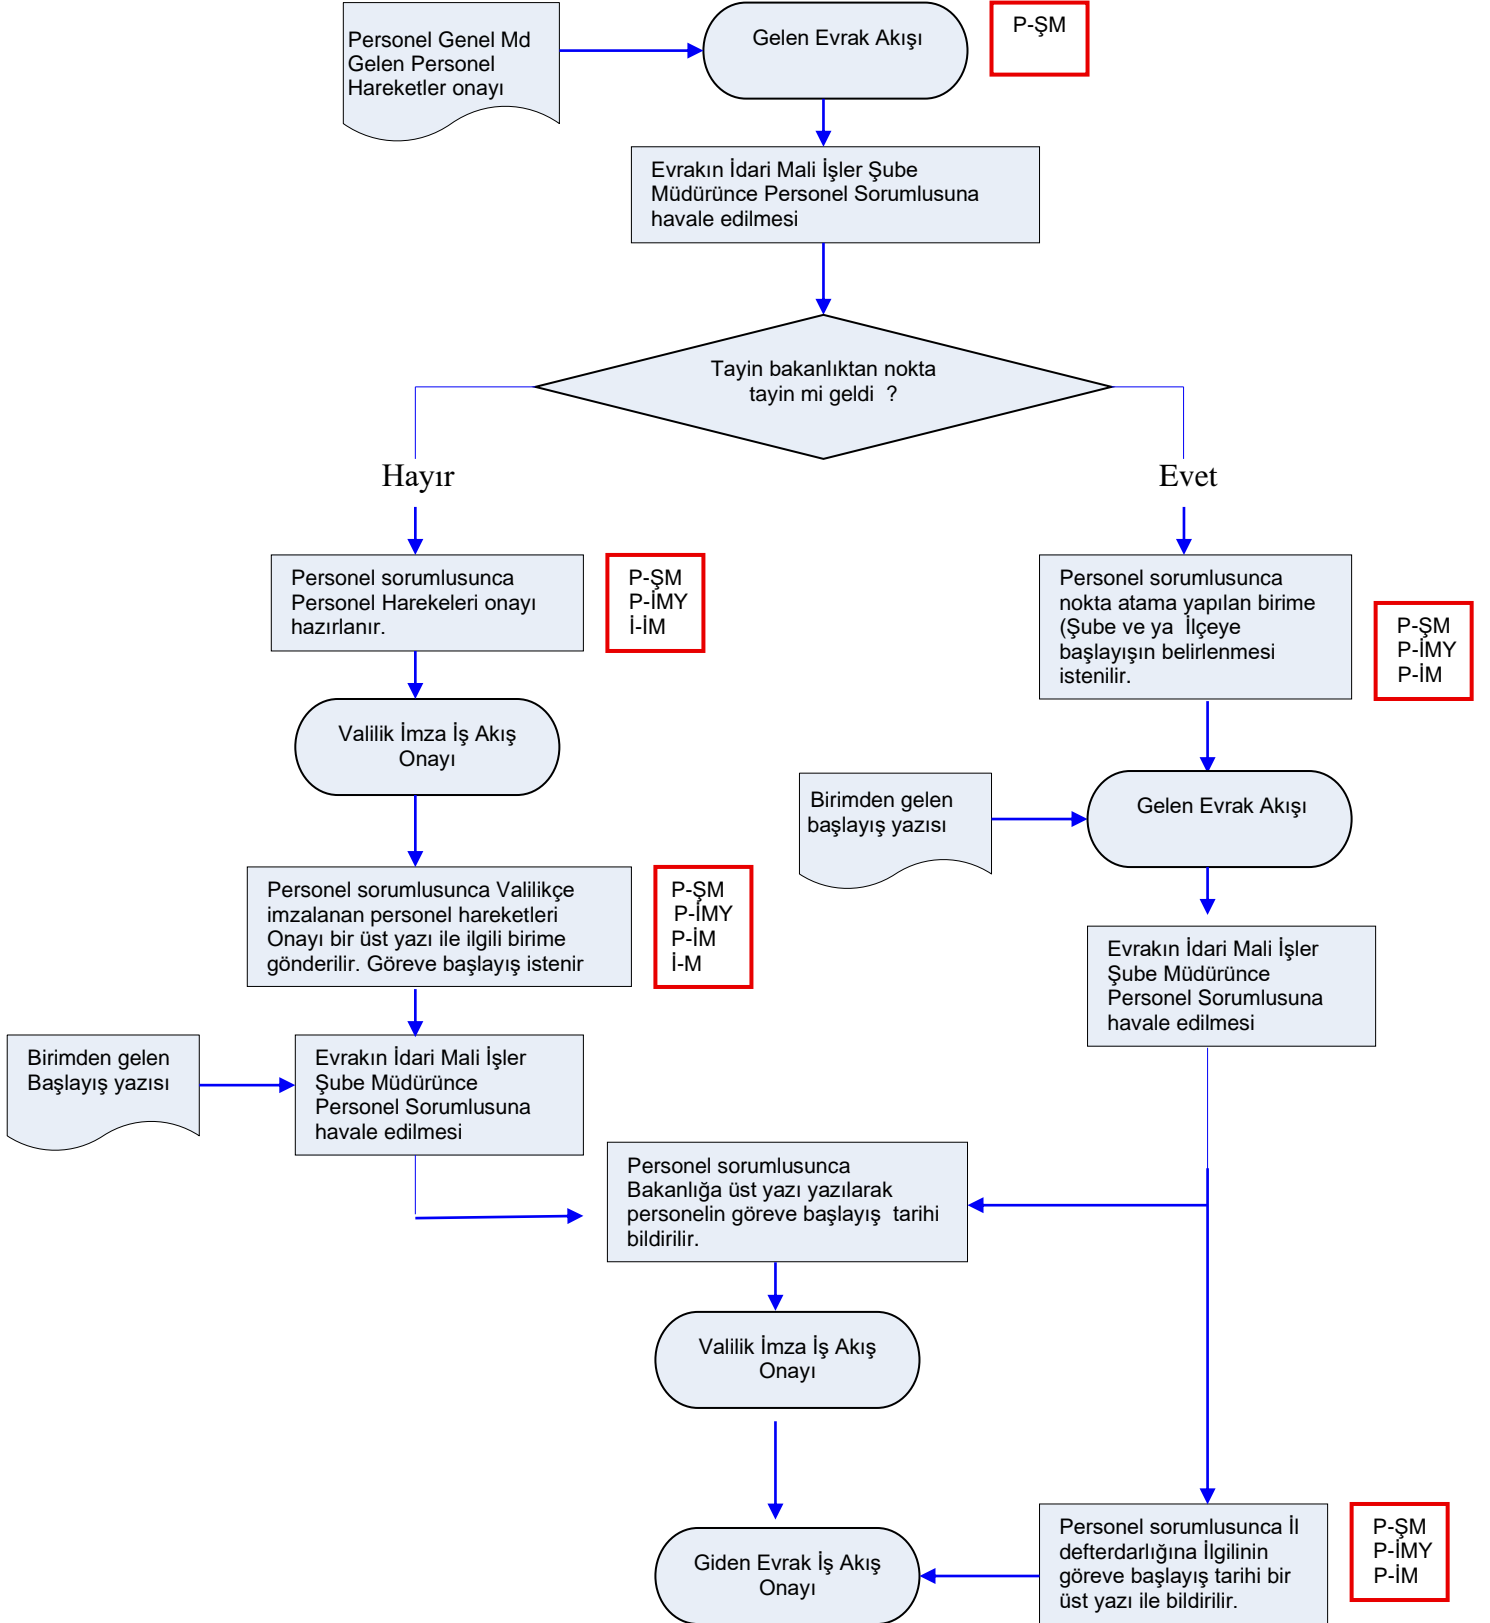 Personel Genel Md
Gelen Personel
Hareketler onayı
Gelen Evrak Akışı
P-ŞM
Evrakın İdari Mali İşler Şube
Müdürünce Personel Sorumlusuna
havale edilmesi
Tayin bakanlıktan nokta
tayin mi geldi ?
Hayır
Evet
Personel sorumlusunca
Personel Harekeleri onayı
hazırlanır.
P-ŞM
P-İMY
İ-İM
Personel sorumlusunca
nokta atama yapılan birime
(Şube ve ya İlçeye
başlayışın belirlenmesi
istenilir.
P-ŞM
P-İMY
P-İM
Valilik İmza İş Akış
Onayı
Birimden gelen
başlayış yazısı
Gelen Evrak Akışı
Personel sorumlusunca Valilikçe
imzalanan personel hareketleri
Onayı bir üst yazı ile ilgili birime
gönderilir. Göreve başlayış istenir
P-ŞM
P-İMY
P-İM
İ-M
Evrakın İdari Mali İşler
Şube Müdürünce
Personel Sorumlusuna
havale edilmesi
Birimden gelen
Başlayış yazısı
Evrakın İdari Mali İşler
Şube Müdürünce
Personel Sorumlusuna
havale edilmesi
Personel sorumlusunca
Bakanlığa üst yazı yazılarak
personelin göreve başlayış tarihi
bildirilir.
Valilik İmza İş Akış
Onayı
Giden Evrak İş Akış
Onayı
Personel sorumlusunca İl
defterdarlığına İlgilinin
göreve başlayış tarihi bir
üst yazı ile bildirilir.
P-ŞM
P-İMY
P-İM